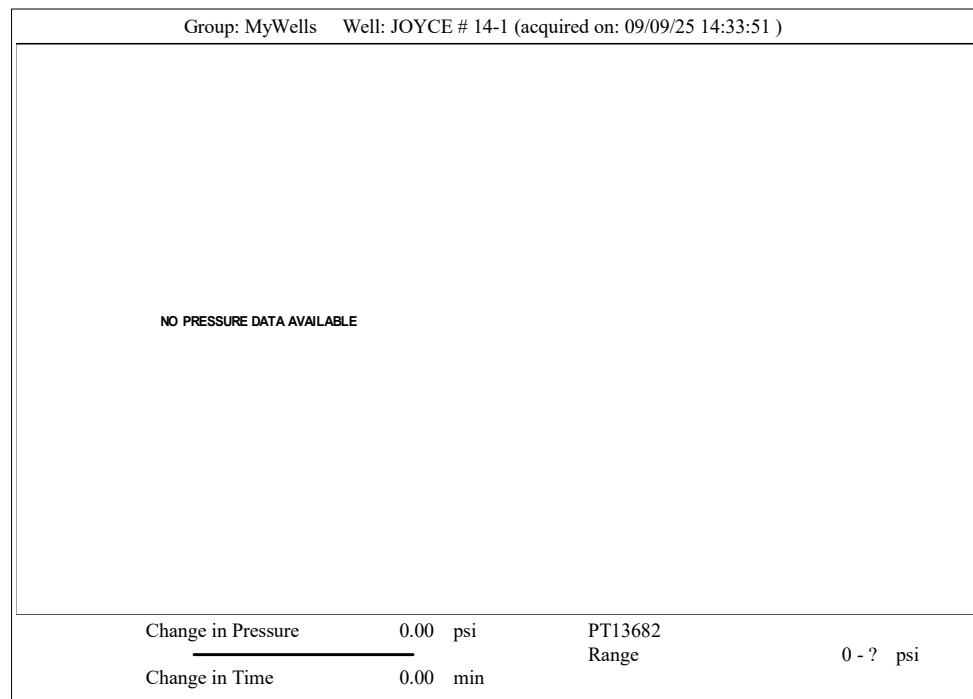 Group: MyWells Well: JOYCE # 14-1 (acquired on: 09/09/25 14:33:51 )
NO PRESSURE DATA AVAILABLE
Change in Pressure 0.00 psi PT13682
Range 0 - ? psi
Change in Time 0.00 min